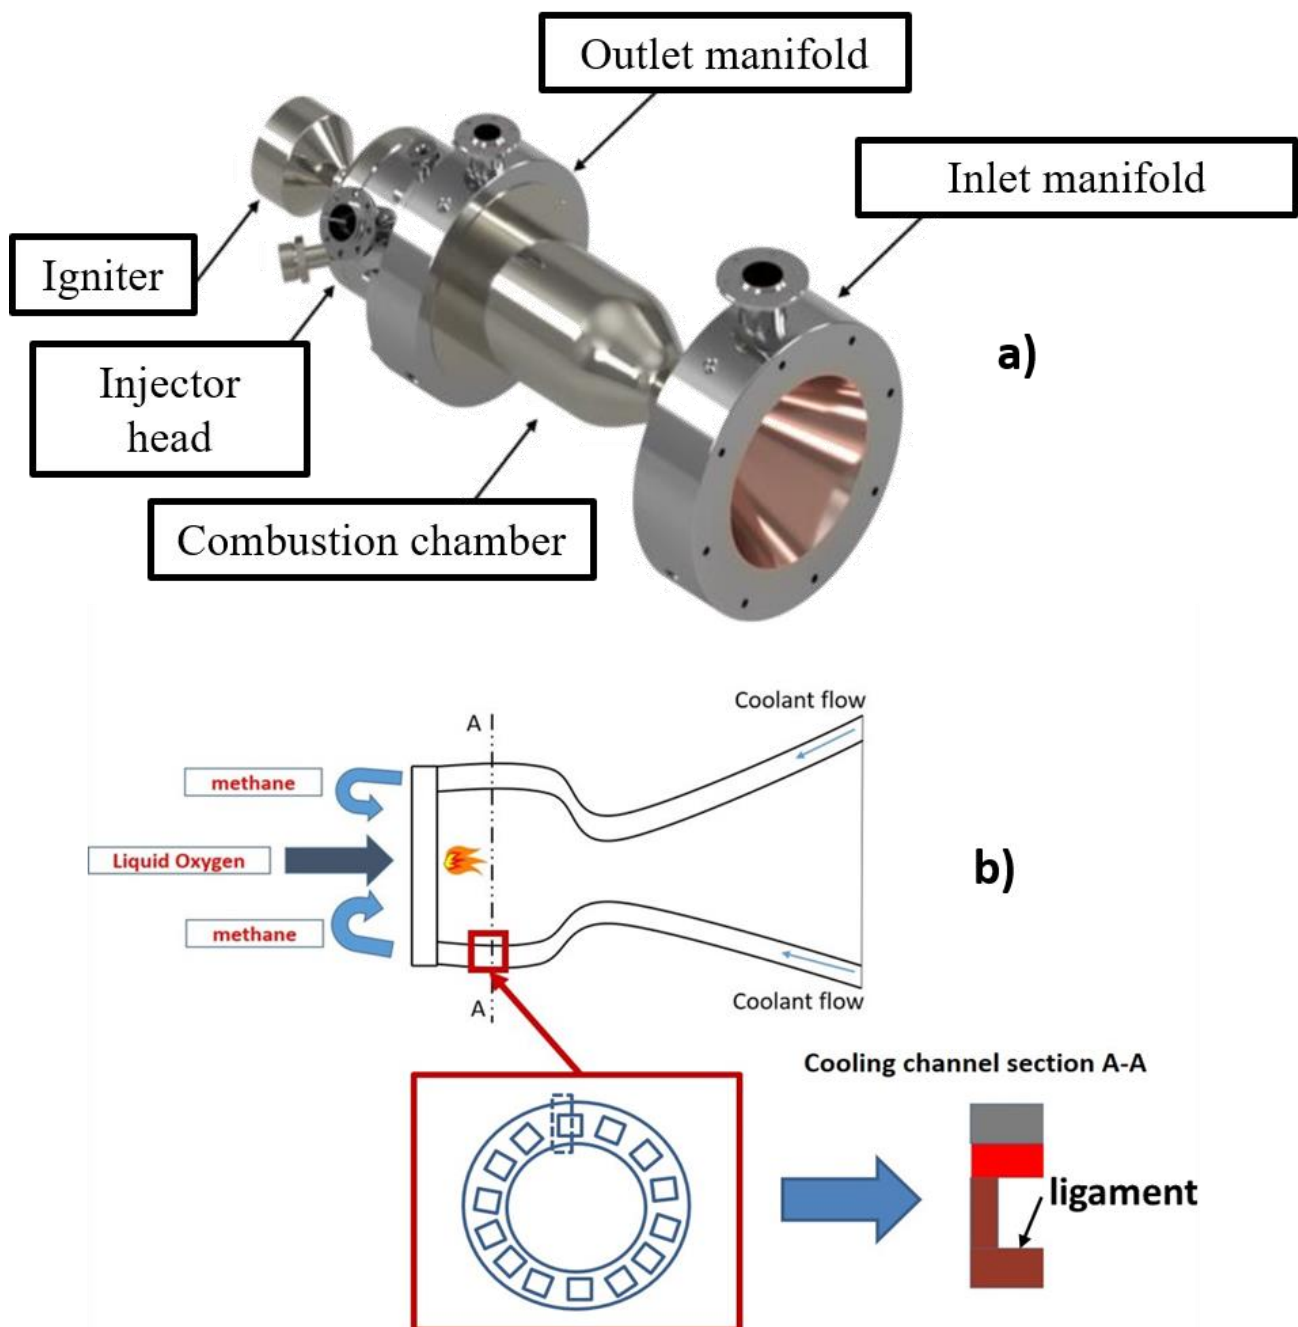 Outlet manifold
Inlet manifold
Igniter
Injector
head
Combustion chamber
a)
Coolant flow
A
methane
Liquid Oxygen
b)
methane
A
Coolant flow
Cooling channel section A-A
ligament